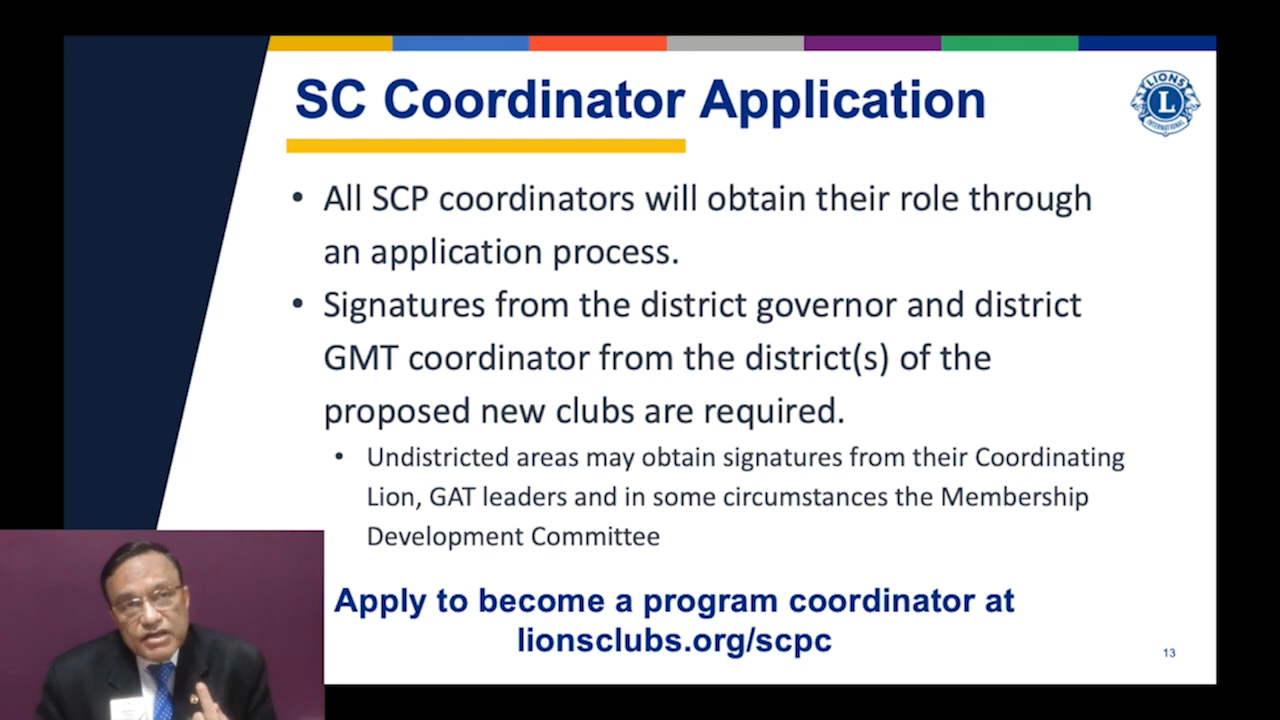 SC Coordinator Application
LIONS
L
INTERNATIONAL
• All SCP coordinators will obtain their role through
an application process.
• Signatures from the district governor and district
GMT coordinator from the district(s) of the
proposed new clubs are required.
• Undistricted areas may obtain signatures from their Coordinating
Lion, GAT leaders and in some circumstances the Membership
Development Committee
Apply to become a program coordinator at
lionsclubs.org/scpc
13